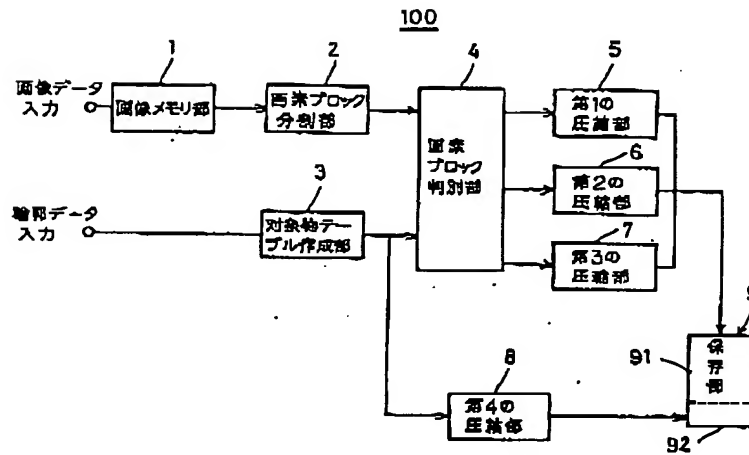 100
1
2
4
5
画像データ
入力
画像メモリ部
画素ブロック
分割部
画素
ブロック
判別部
第1の
圧縮部
6
第2の
圧縮部
3
輪郭データ
入力
対象物テー
ブル作成部
7
第3の
圧縮部
9
91
保
存
部
8
第4の
圧縮部
92